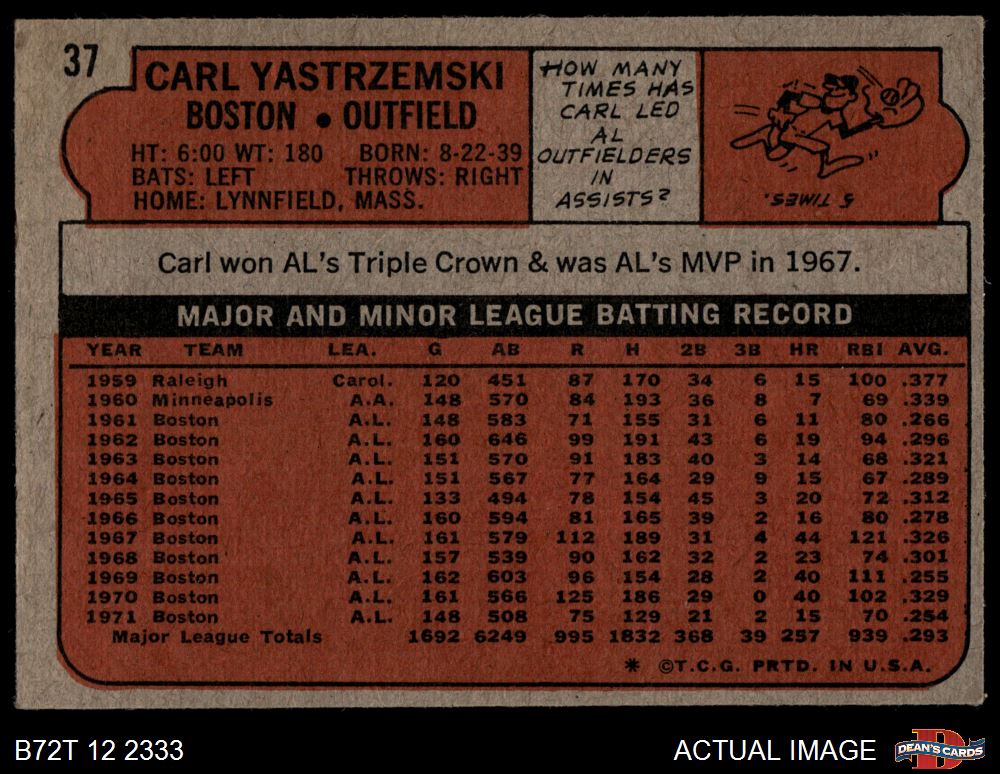 37
CARL YASTRZEMSKI
BOSTON • OUTFIELD
HT: 6:00 WT: 180 BORN: 8-22-39
BATS: LEFT THROWS: RIGHT
HOME: LYNNFIELD, MASS.
HOW MANY
TIMES HAS
CARL LED
AL
OUTFIELDERS
IN
ASSISTS?
5 TIMES.
Carl won AL's Triple Crown & was AL's MVP in 1967.
MAJOR AND MINOR LEAGUE BATTING RECORD
YEAR TEAM LEA. G AB R H 2B 3B HR RBI AVG.
1959 Raleigh Carol. 120 451 87 170 34 6 15 100 .377
1960 Minneapolis A.A. 148 570 84 193 36 8 7 69 .339
1961 Boston A.L. 148 583 71 155 31 6 11 80 .266
1962 Boston A.L. 160 646 99 191 43 6 19 94 .296
1963 Boston A.L. 151 570 91 183 40 3 14 68 .321
1964 Boston A.L. 151 567 77 164 29 9 15 67 .289
1965 Boston A.L. 133 494 78 154 45 3 20 72 .312
1966 Boston A.L. 160 594 81 165 39 2 16 80 .278
1967 Boston A.L. 161 579 112 189 31 4 44 121 .326
1968 Boston A.L. 157 539 90 162 32 2 23 74 .301
1969 Boston A.L. 162 603 96 154 28 2 40 111 .255
1970 Boston A.L. 161 566 125 186 29 0 40 102 .329
1971 Boston A.L. 148 508 75 129 21 2 15 70 .254
Major League Totals 1692 6249 995 1832 368 39 257 939 .293
* ©T.C.G. PRTD. IN U.S.A.
B72T 12 2333
ACTUAL IMAGE
D
DEAN'S CARDS